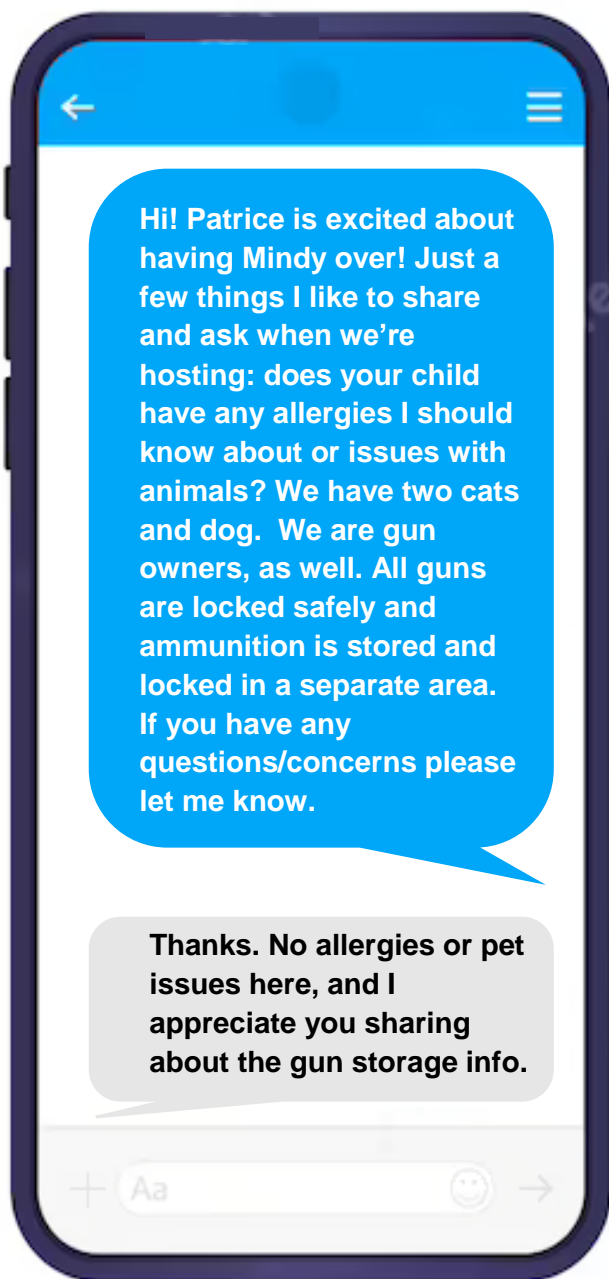 Hi! Patrice is excited about
having Mindy over! Just a
few things I like to share
and ask when we’re
hosting: does your child
have any allergies I should
know about or issues with
animals? We have two cats
and dog.  We are gun
owners, as well. All guns
are locked safely and
ammunition is stored and
locked in a separate area.
If you have any
questions/concerns please
let me know.
Thanks. No allergies or pet
issues here, and I
appreciate you sharing
about the gun storage info.
Aa